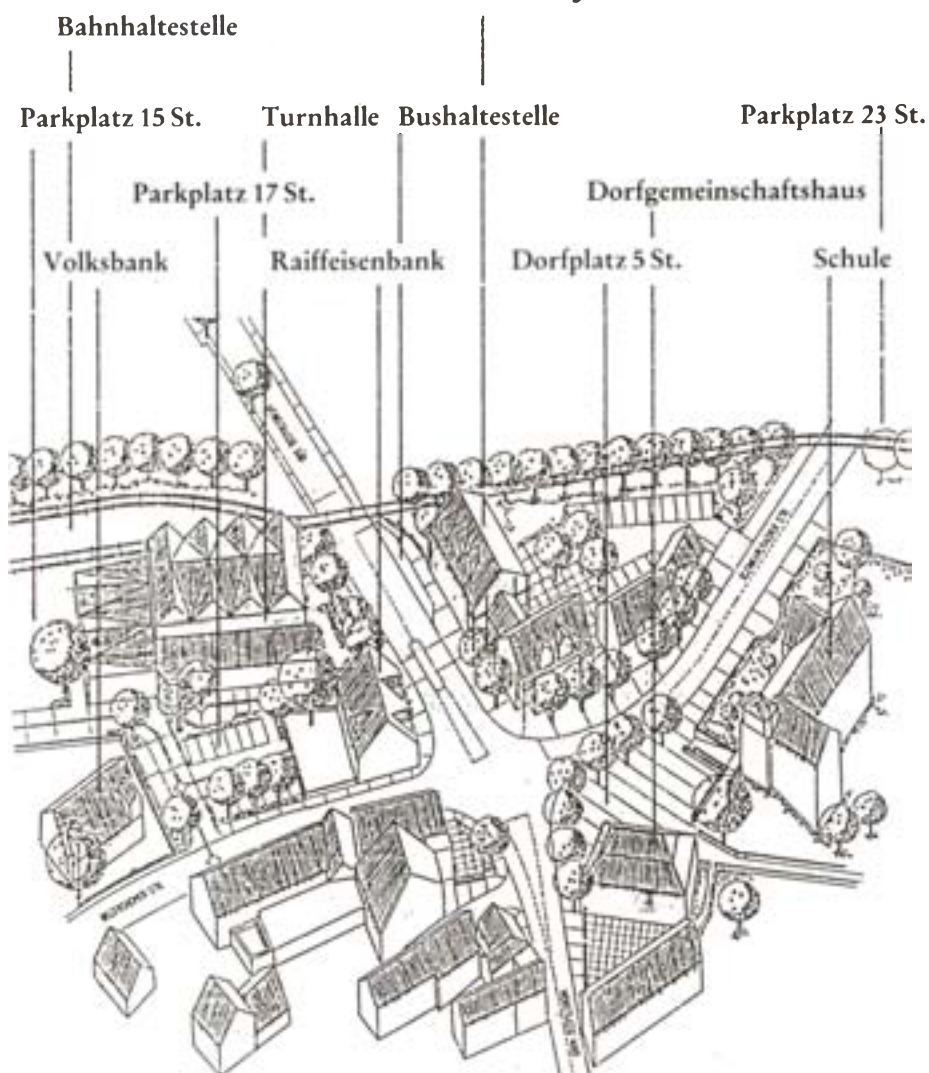 Bahnhaltestelle
Parkplatz 15 St. Turnhalle Bushaltestelle Parkplatz 23 St.
Parkplatz 17 St. Dorfgemeinschaftshaus
Volksbank Raiffeisenbank Dorfplatz 5 St. Schule